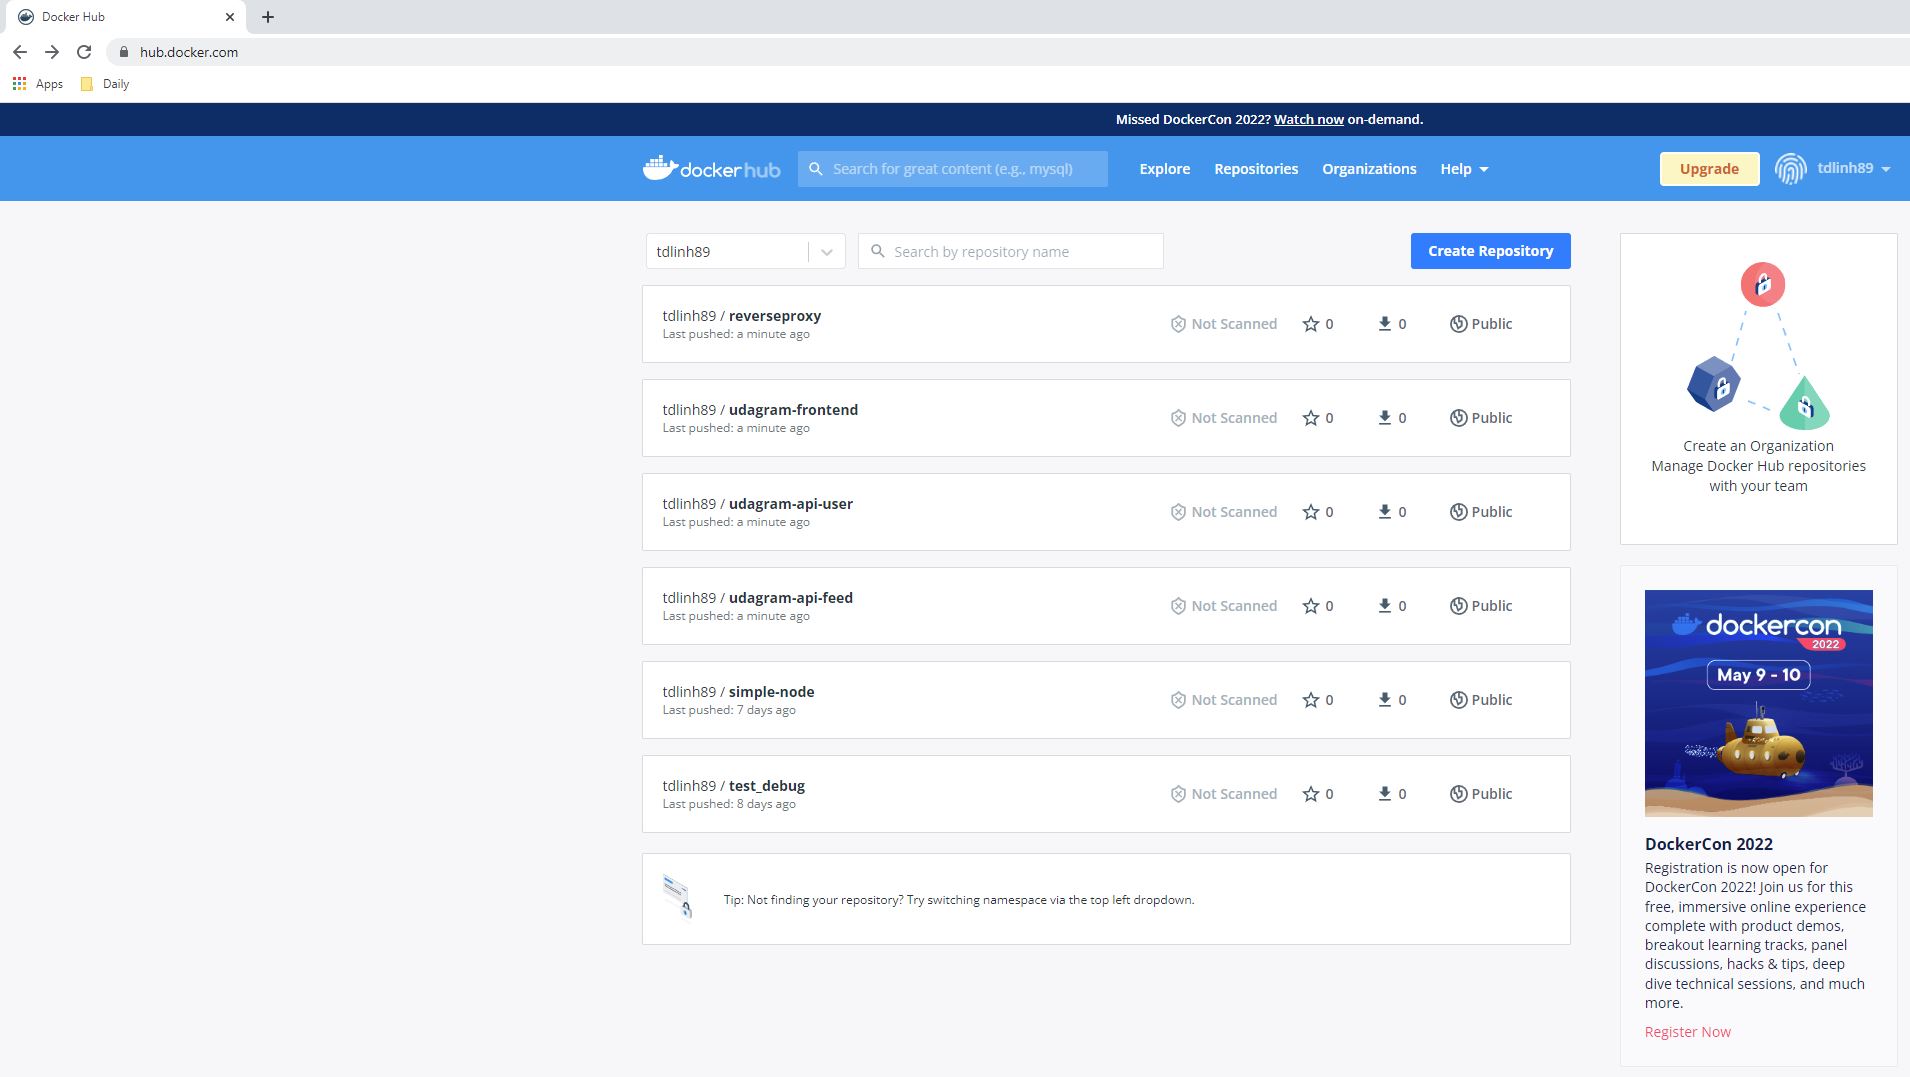 Docker Hub
hub.docker.com
Apps Daily
Missed DockerCon 2022? Watch now on-demand.
dockerhub Search for great content (e.g., mysql) Explore Repositories Organizations Help Upgrade tdlinh89
tdlinh89 Search by repository name Create Repository
tdlinh89 / reverseproxy
Last pushed: a minute ago
Not Scanned 0 0 Public
tdlinh89 / udagram-frontend
Last pushed: a minute ago
Not Scanned 0 0 Public
tdlinh89 / udagram-api-user
Last pushed: a minute ago
Not Scanned 0 0 Public
tdlinh89 / udagram-api-feed
Last pushed: a minute ago
Not Scanned 0 0 Public
tdlinh89 / simple-node
Last pushed: 7 days ago
Not Scanned 0 0 Public
tdlinh89 / test_debug
Last pushed: 8 days ago
Not Scanned 0 0 Public
Tip: Not finding your repository? Try switching namespace via the top left dropdown.
Create an Organization
Manage Docker Hub repositories
with your team
dockercon
2022
May 9 - 10
DockerCon 2022
Registration is now open for
DockerCon 2022! Join us for this
free, immersive online experience
complete with product demos,
breakout learning tracks, panel
discussions, hacks & tips, deep
dive technical sessions, and much
more.
Register Now